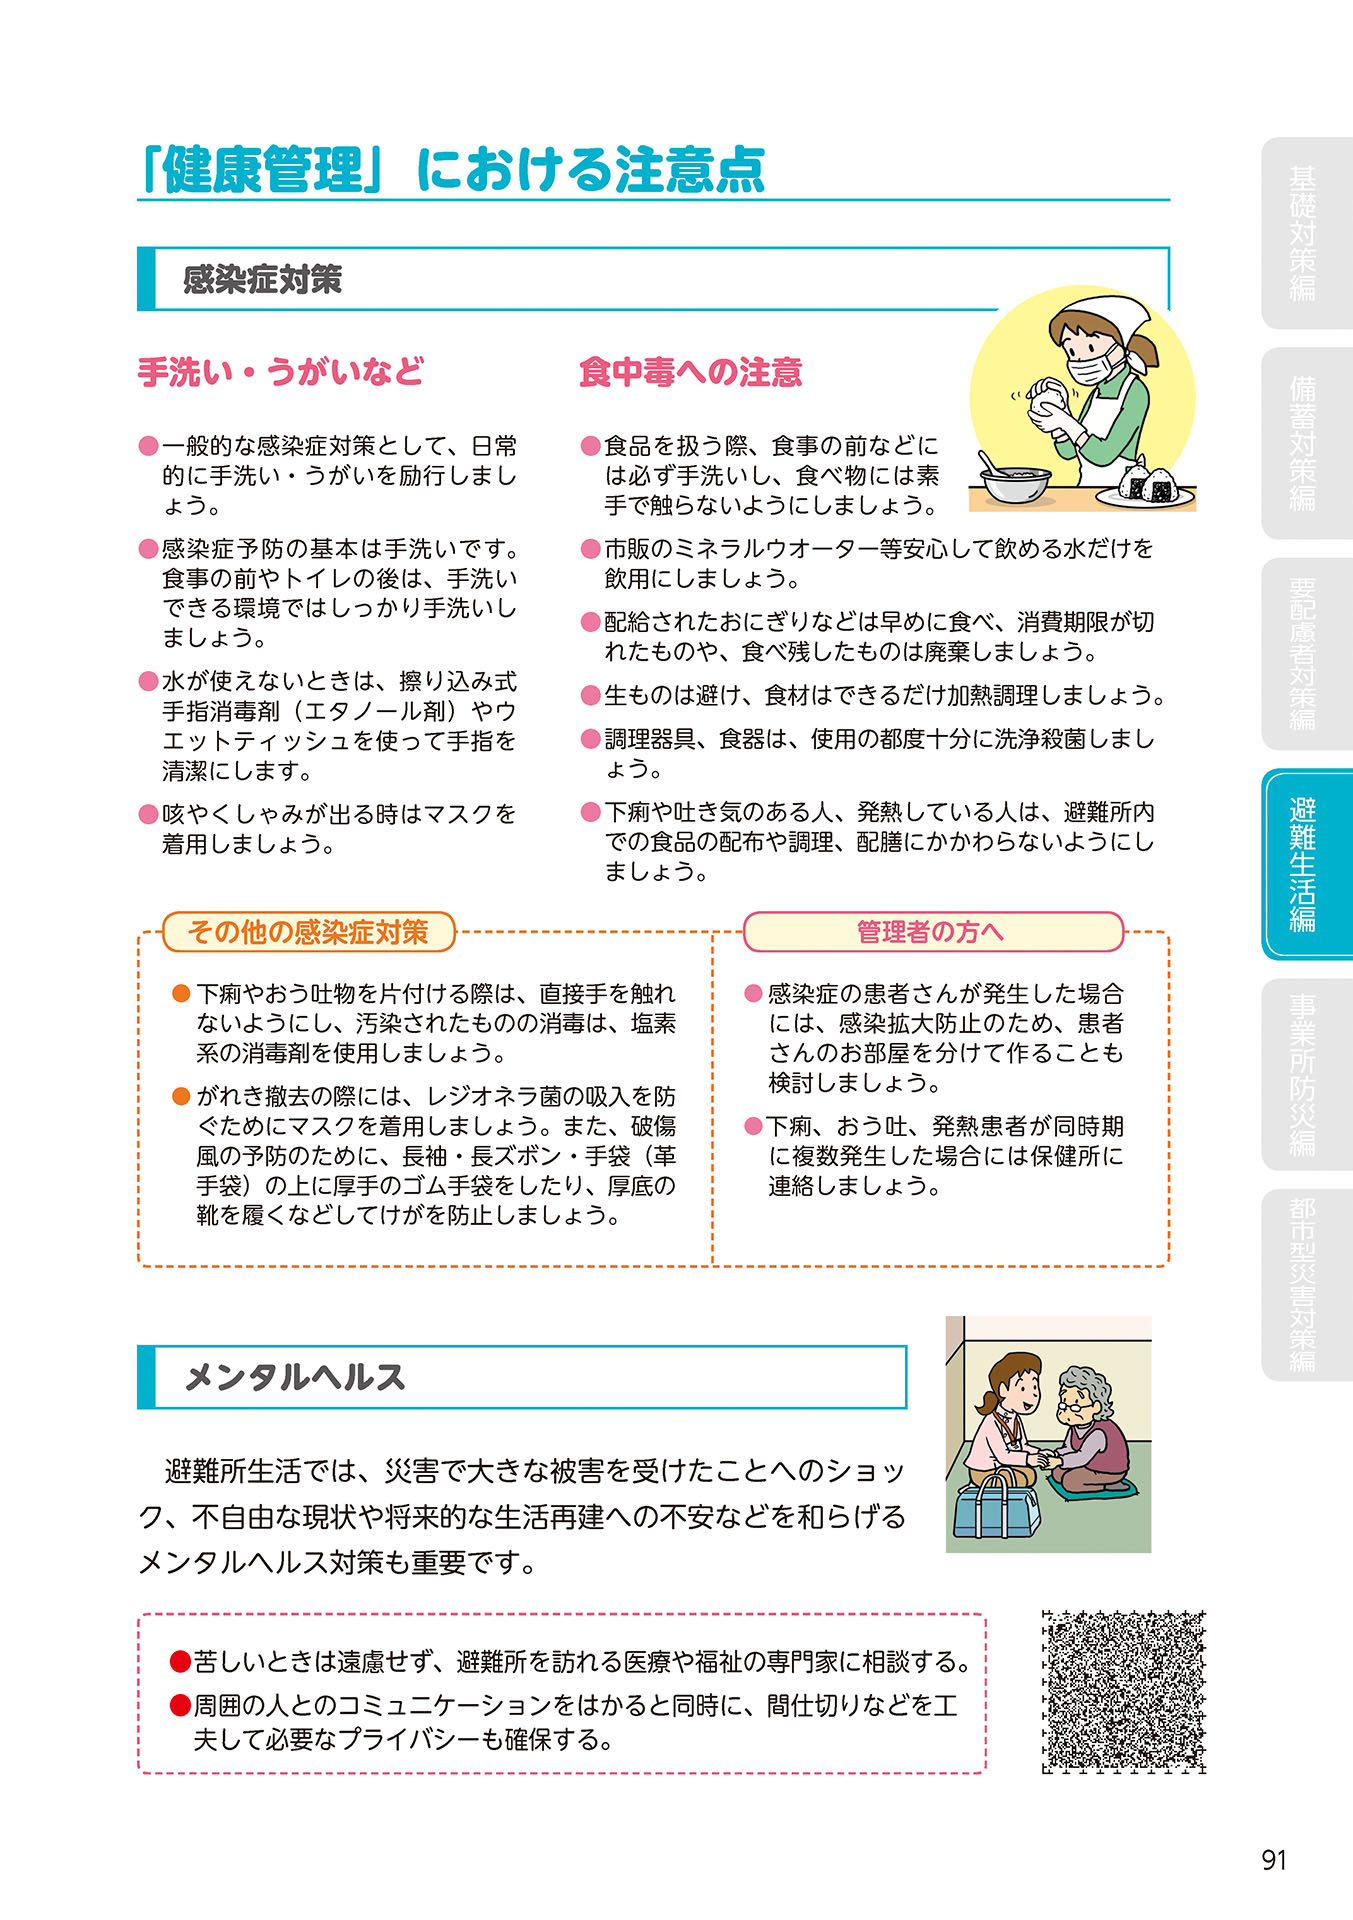 「健康管理」における注意点
感染症対策
手洗い・うがいなど
●一般的な感染症対策として、日常
的に手洗い・うがいを励行しまし
ょう。
●感染症予防の基本は手洗いです。
食事の前やトイレの後は、手洗い
できる環境ではしっかり手洗いし
ましょう。
●水が使えないときは、擦り込み式
手指消毒剤（エタノール剤）やウ
エットティッシュを使って手指を
清潔にします。
●咳やくしゃみが出る時はマスクを
着用しましょう。
食中毒への注意
●食品を扱う際、食事の前などに
は必ず手洗いし、食べ物には素
手で触らないようにしましょう。
●市販のミネラルウオーター等安心して飲める水だけを
飲用にしましょう。
●配給されたおにぎりなどは早めに食べ、消費期限が切
れたものや、食べ残したものは廃棄しましょう。
●生ものは避け、食材はできるだけ加熱調理しましょう。
●調理器具、食器は、使用の都度十分に洗浄殺菌しまし
ょう。
●下痢や吐き気のある人、発熱している人は、避難所内
での食品の配布や調理、配膳にかかわらないようにし
ましょう。
その他の感染症対策
●下痢やおう吐物を片付ける際は、直接手を触れ
ないようにし、汚染されたものの消毒は、塩素
系の消毒剤を使用しましょう。
●がれき撤去の際には、レジオネラ菌の吸入を防
ぐためにマスクを着用しましょう。また、破傷
風の予防のために、長袖・長ズボン・手袋（革
手袋）の上に厚手のゴム手袋をしたり、厚底の
靴を履くなどしてけがを防止しましょう。
管理者の方へ
●感染症の患者さんが発生した場合
には、感染拡大防止のため、患者
さんのお部屋を分けて作ることも
検討しましょう。
●下痢、おう吐、発熱患者が同時期
に複数発生した場合には保健所に
連絡しましょう。
メンタルヘルス
避難所生活では、災害で大きな被害を受けたことへのショッ
ク、不自由な現状や将来的な生活再建への不安などを和らげる
メンタルヘルス対策も重要です。
●苦しいときは遠慮せず、避難所を訪れる医療や福祉の専門家に相談する。
●周囲の人とのコミュニケーションをはかると同時に、間仕切りなどを工
夫して必要なプライバシーも確保する。
基礎対策編
備蓄対策編
要配慮者対策編
避難生活編
事業所防災編
都市型災害対策編
91